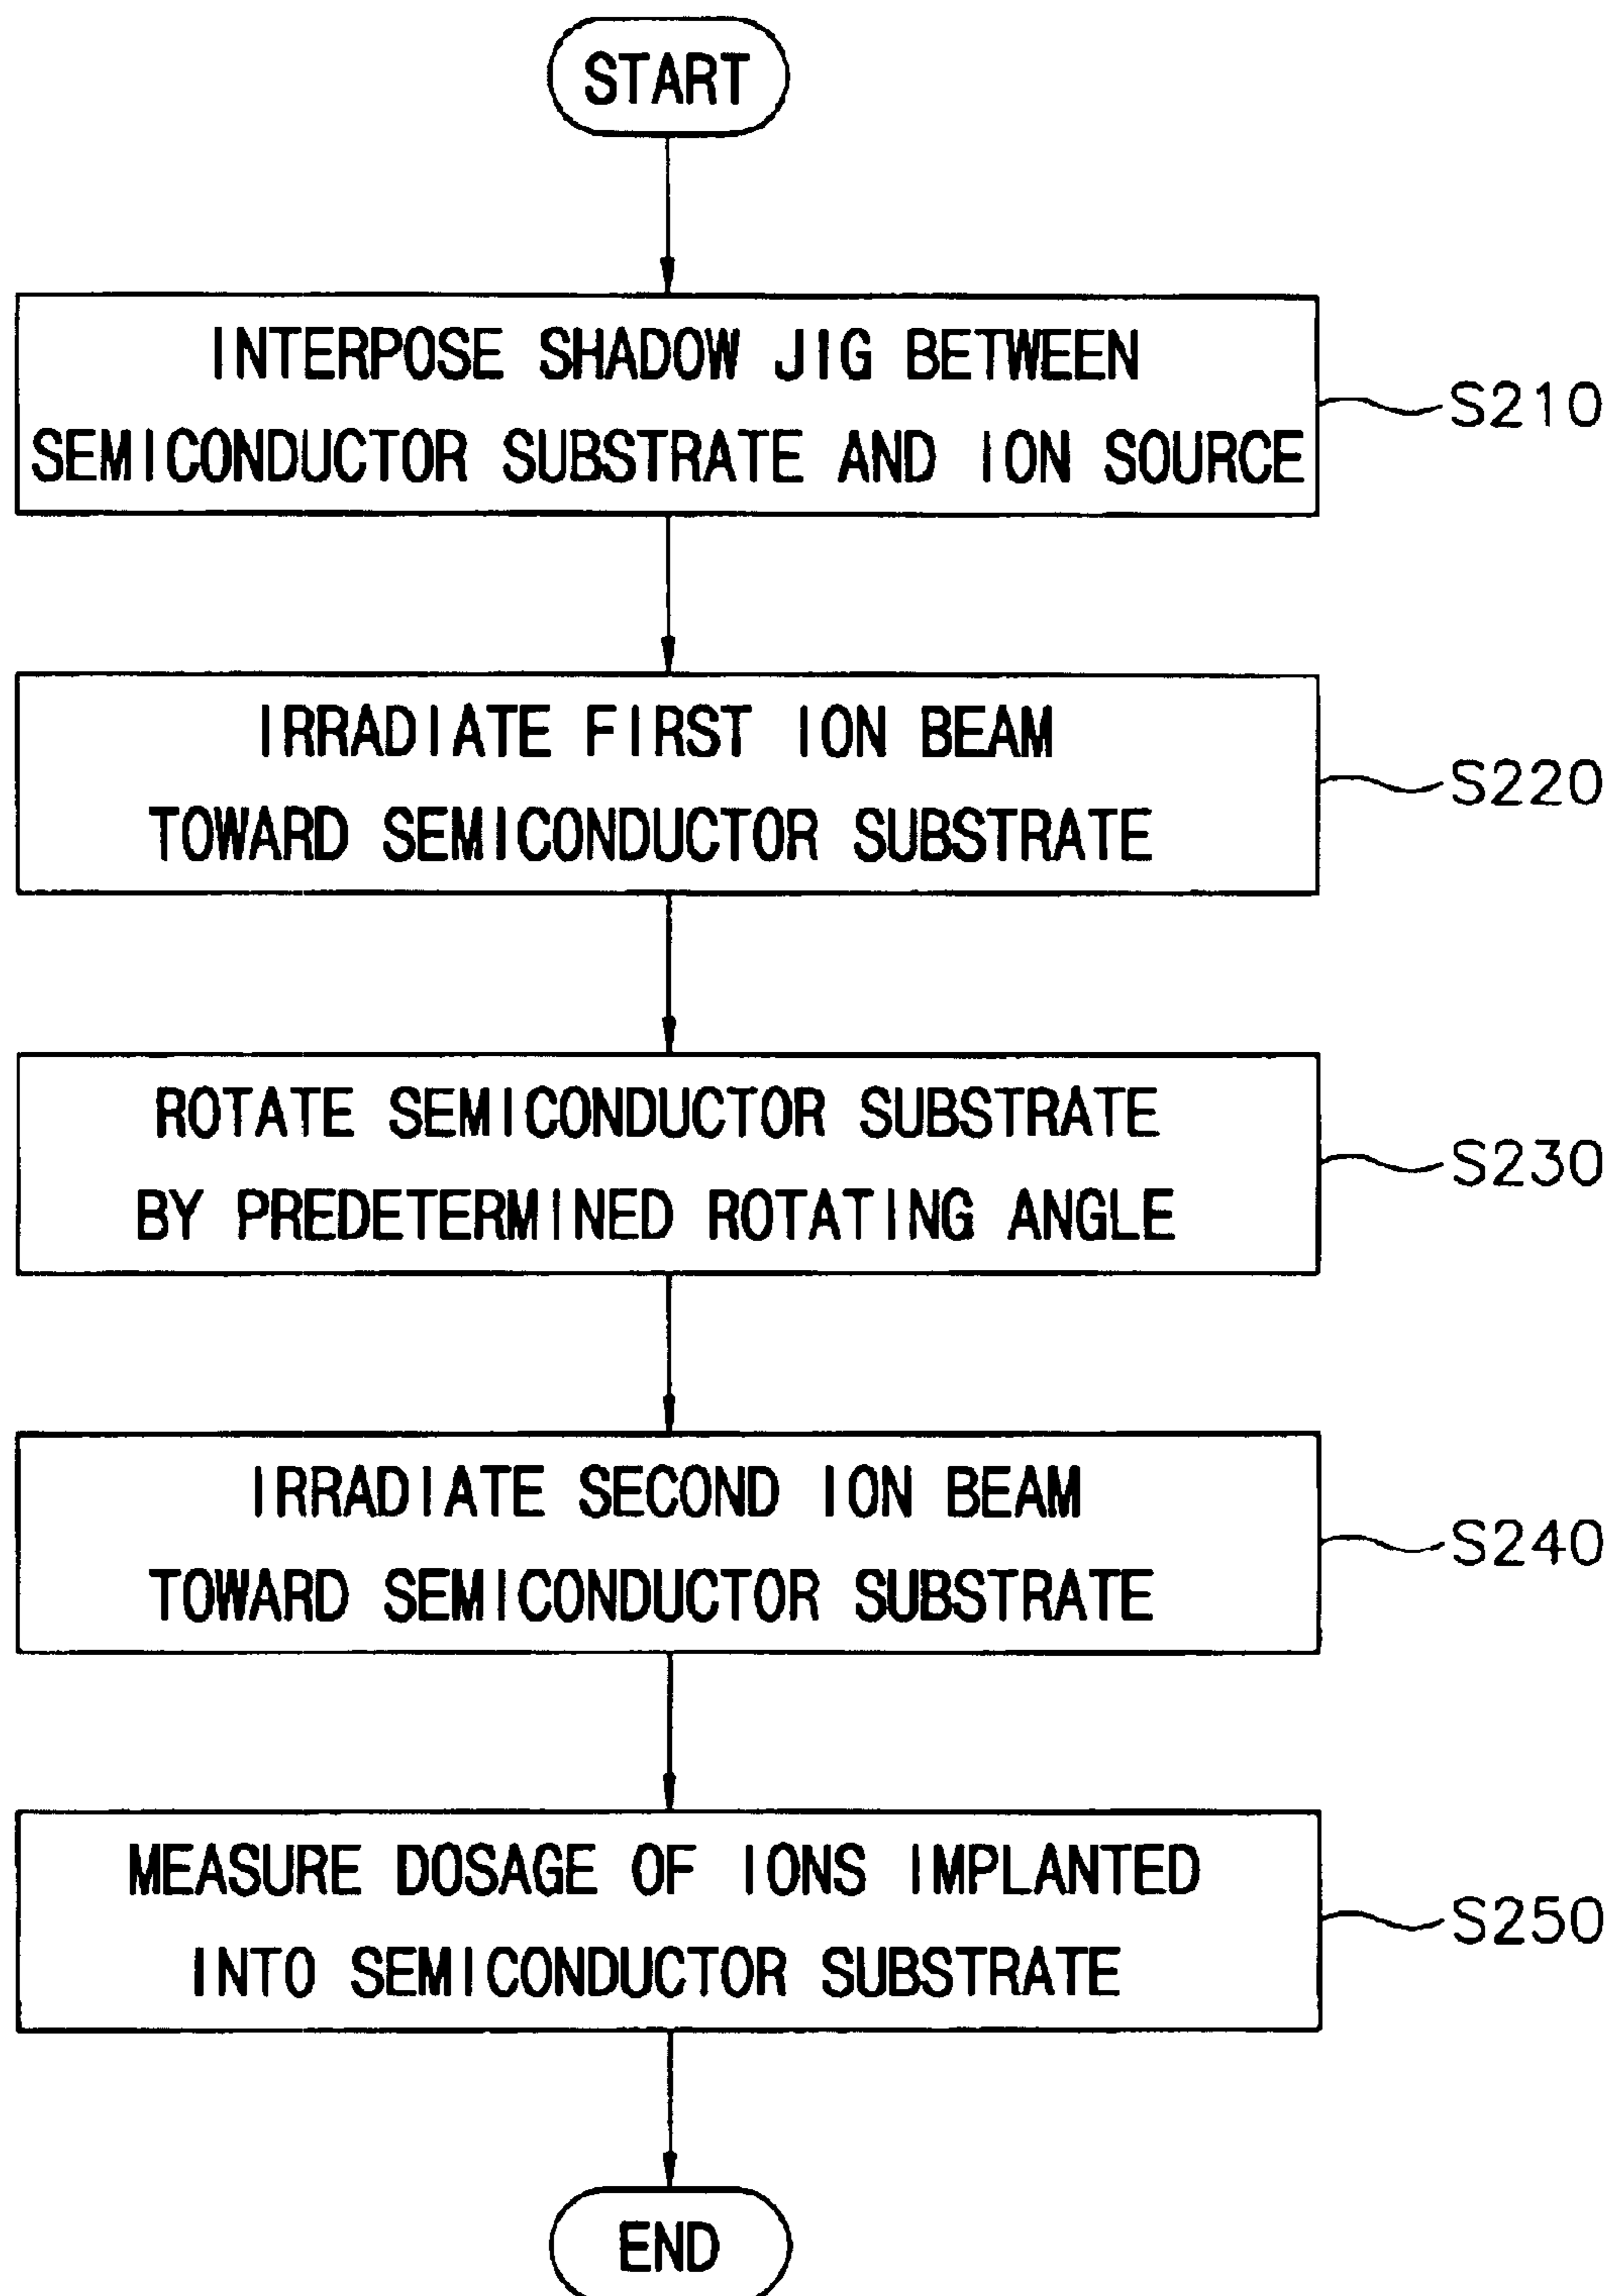 START
INTERPOSE SHADOW JIG BETWEEN
SEMICONDUCTOR SUBSTRATE AND ION SOURCE
S210
IRRADIATE FIRST ION BEAM
TOWARD SEMICONDUCTOR SUBSTRATE
S220
ROTATE SEMICONDUCTOR SUBSTRATE
BY PREDETERMINED ROTATING ANGLE
S230
IRRADIATE SECOND ION BEAM
TOWARD SEMICONDUCTOR SUBSTRATE
S240
MEASURE DOSAGE OF IONS IMPLANTED
INTO SEMICONDUCTOR SUBSTRATE
S250
END